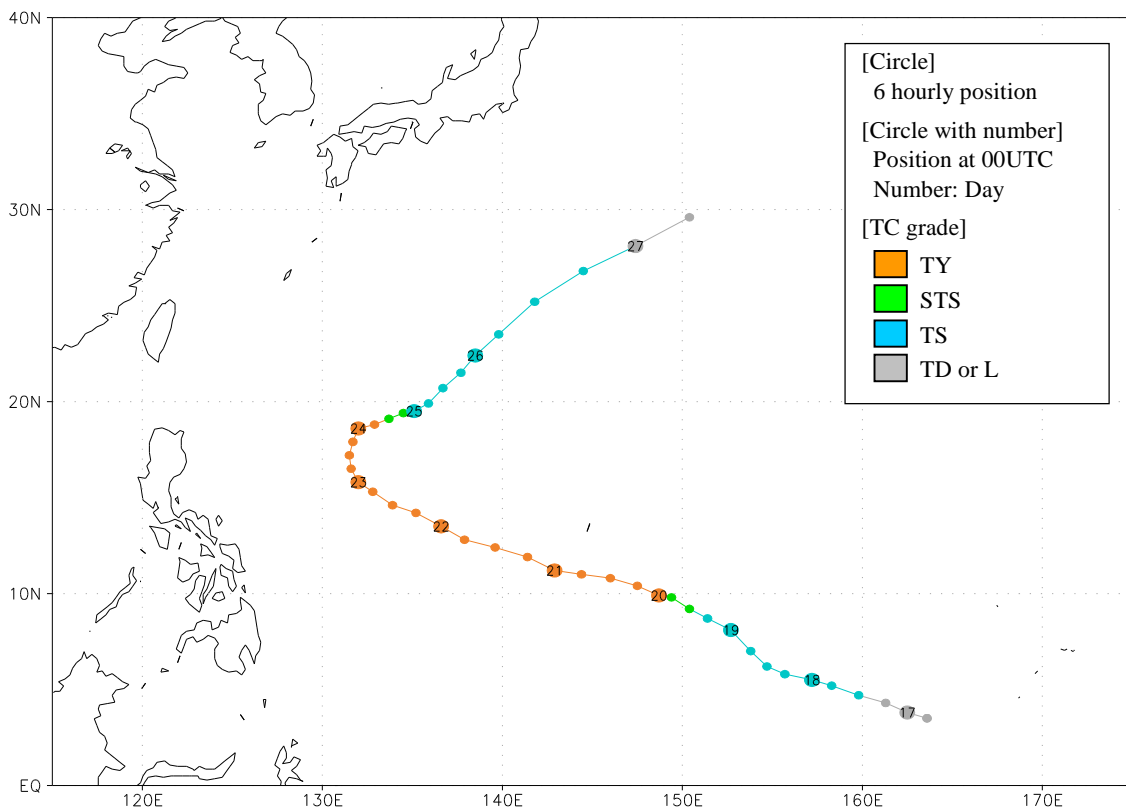 40N
30N
20N
10N
EQ
120E 130E 140E 150E 160E 170E
[Circle]
6 hourly position
[Circle with number]
Position at 00UTC
Number: Day
[TC grade]
TY
STS
TS
TD or L
27
26
25
24
23
22
21
20
19
18
17